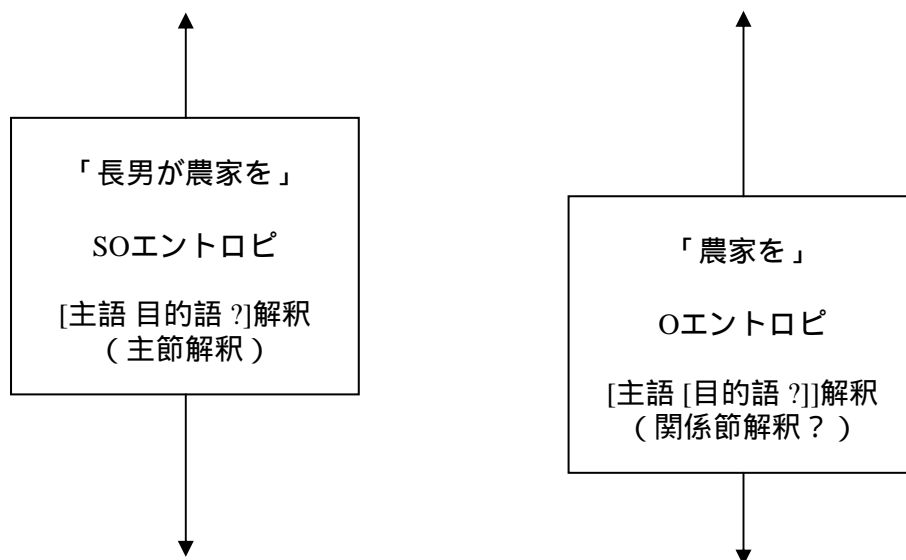 「長男が農家を」
SOエントロピ
[主語 目的語 ?]解釈
（主節解釈）
「農家を」
Oエントロピ
[主語 [目的語 ?]]解釈
（関係節解釈？）